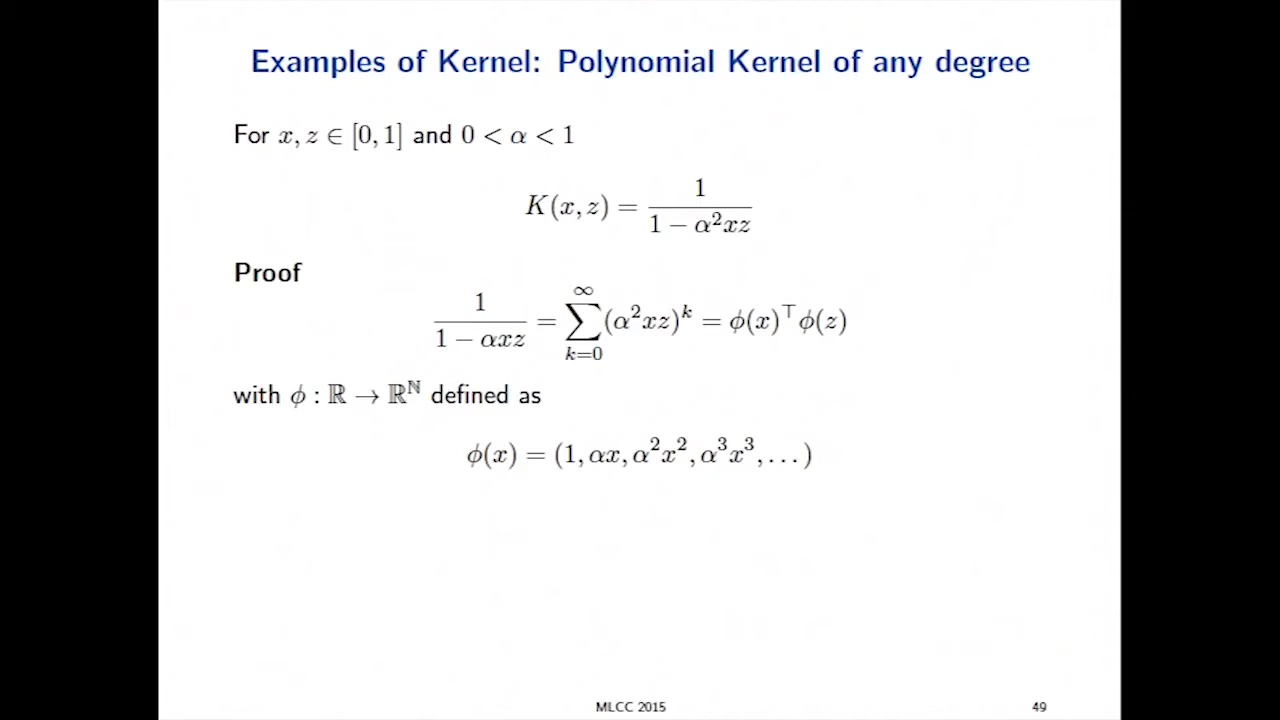 Examples of Kernel: Polynomial Kernel of any degree
For x, z ∈ [0, 1] and 0 < α < 1
K(x, z) = 1 / (1 − α²xz)
Proof
1 / (1 − αxz) = ∑_{k=0}^{∞} (α²xz)^k = ϕ(x)^⊤ϕ(z)
with ϕ : ℝ → ℝ^ℕ defined as
ϕ(x) = (1, αx, α²x², α³x³, . . . )
MLCC 2015
49